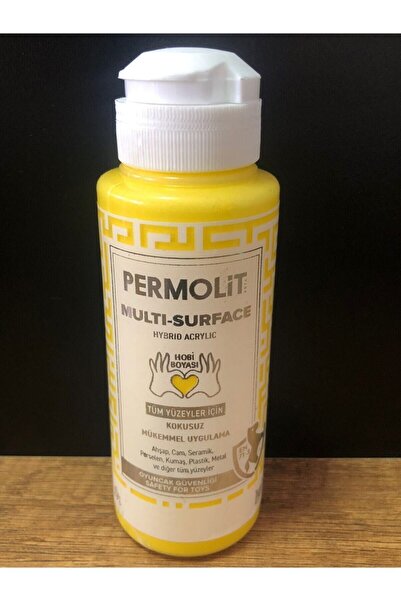 PERMOLiT
MULTI-SURFACE
HYBRID ACRYLIC
HOBİ
BOYASI
TÜM YÜZEYLER İÇİN
KOKUSUZ
MÜKEMMEL UYGULAMA
Ahşap, Cam, Seramik,
Porselen, Kumaş, Plastik, Metal
ve diğer tüm yüzeyler
OYUNCAK GÜVENLİĞİ
SAFETY FOR TOYS